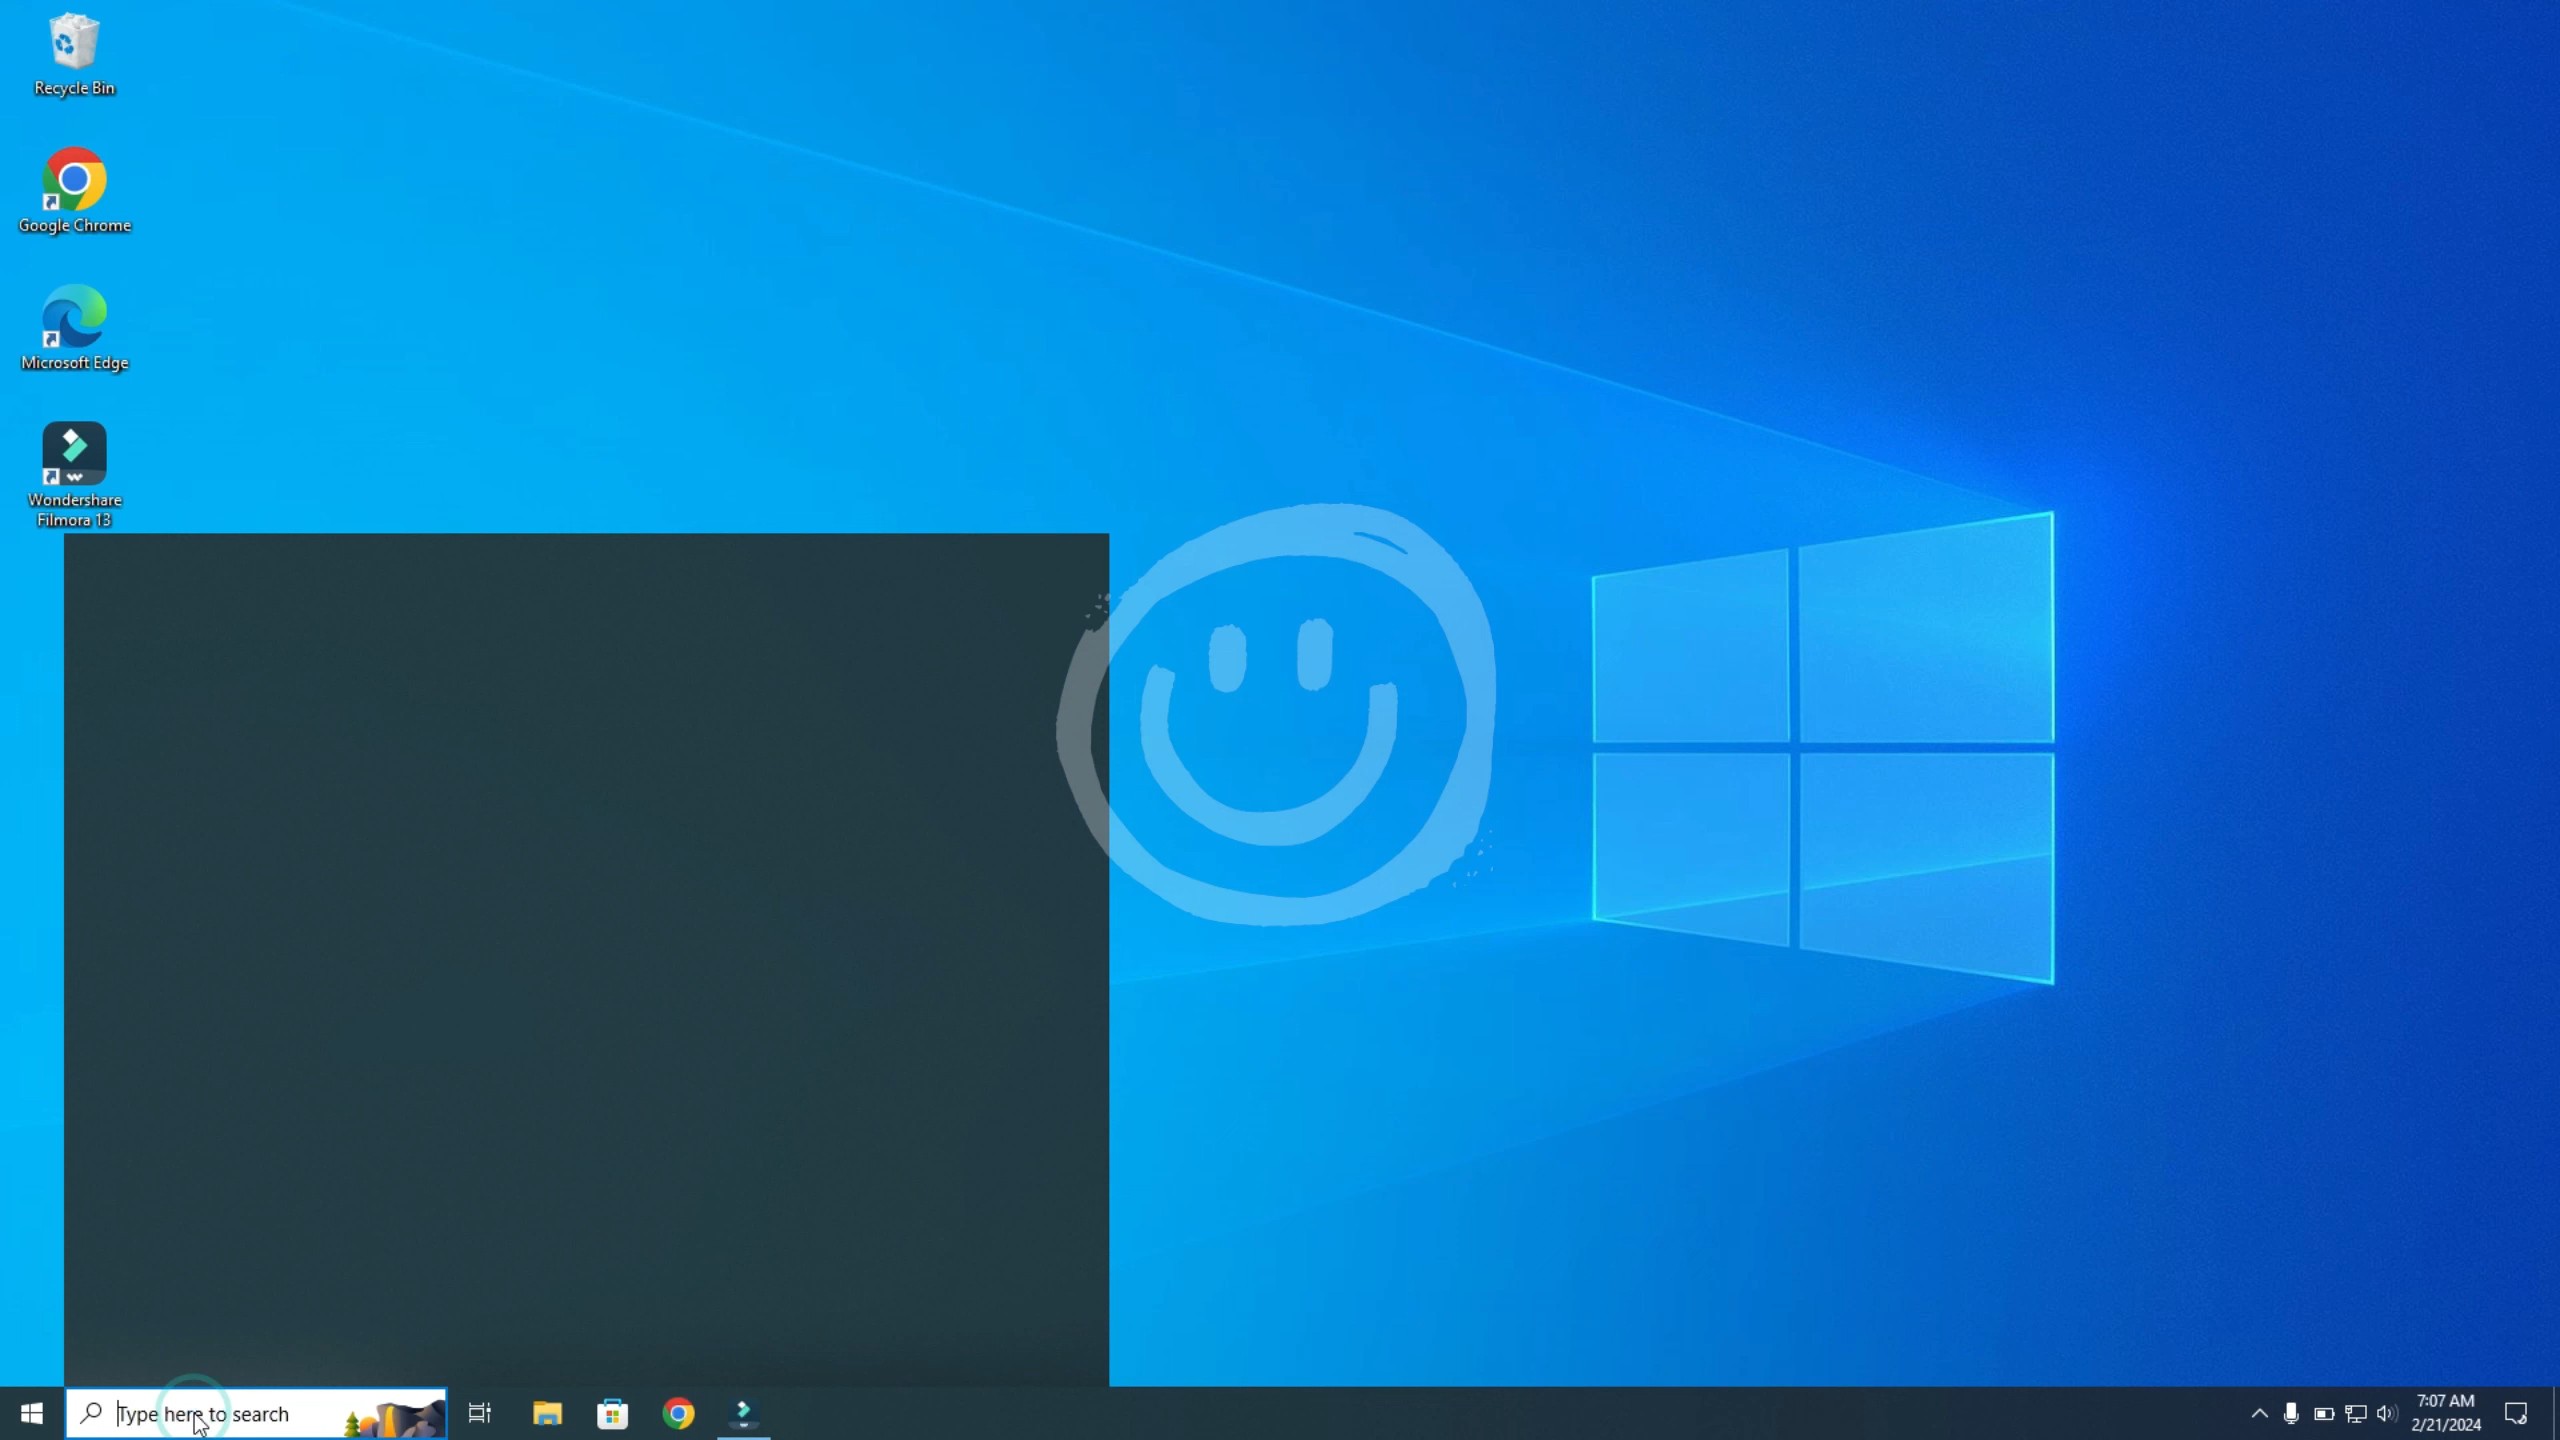 Recycle Bin
Google Chrome
Microsoft Edge
Wondershare
Filmora 13
Type here to search
7:07 AM
2/21/2024